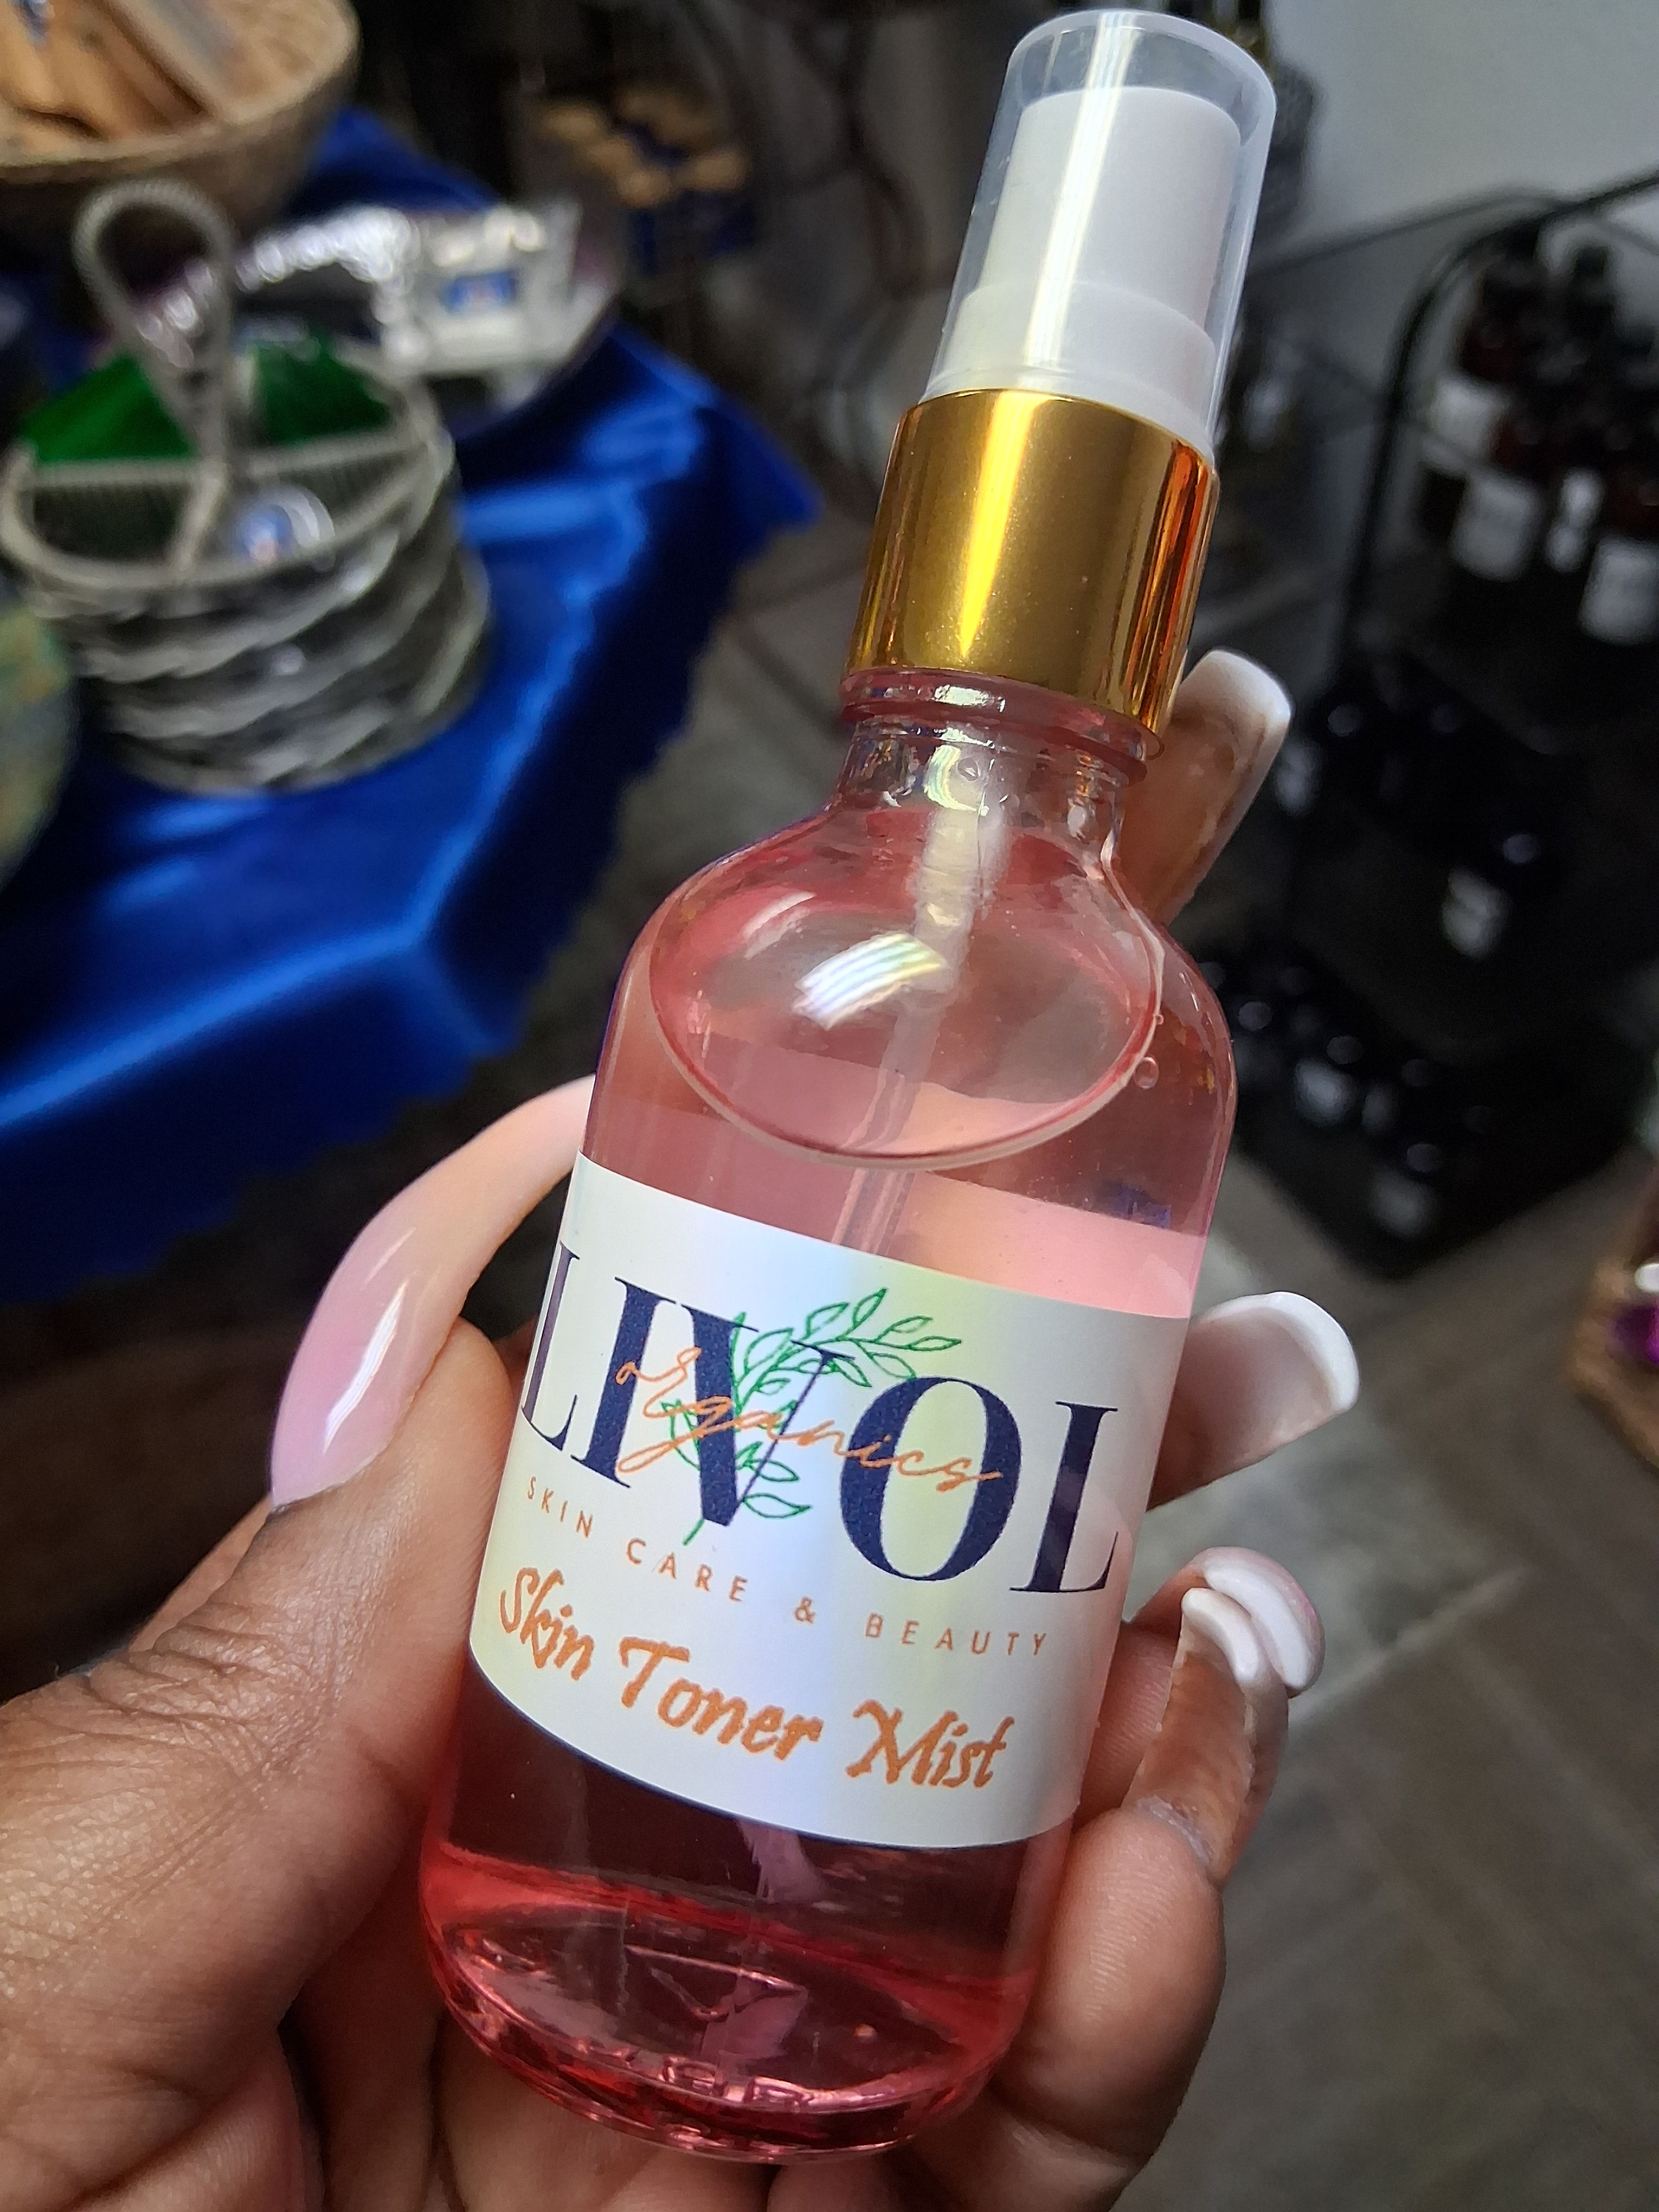 LIVOL
organics
SKIN CARE & BEAUTY
Skin Toner Mist